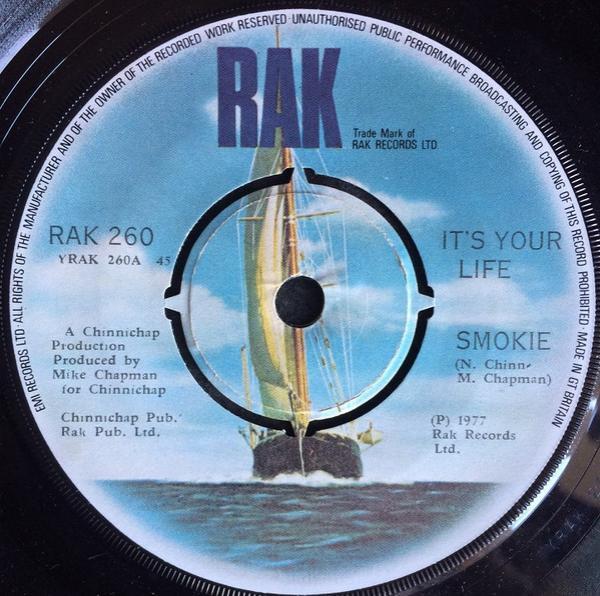 EMI RECORDS LTD · ALL RIGHTS OF THE MANUFACTURER AND OF THE OWNER OF THE RECORDED WORK RESERVED · UNAUTHORISED PUBLIC PERFORMANCE BROADCASTING AND COPYING OF THIS RECORD PROHIBITED · MADE IN GT BRITAIN
RAK
Trade Mark of
RAK RECORDS LTD
RAK 260
YRAK 260A 45
IT'S YOUR
LIFE
SMOKIE
(N. Chinn-
M. Chapman)
A Chinnichap
Production
Produced by
Mike Chapman
for Chinnichap
Chinnichap Pub.
Rak Pub. Ltd.
(P) 1977
Rak Records
Ltd.